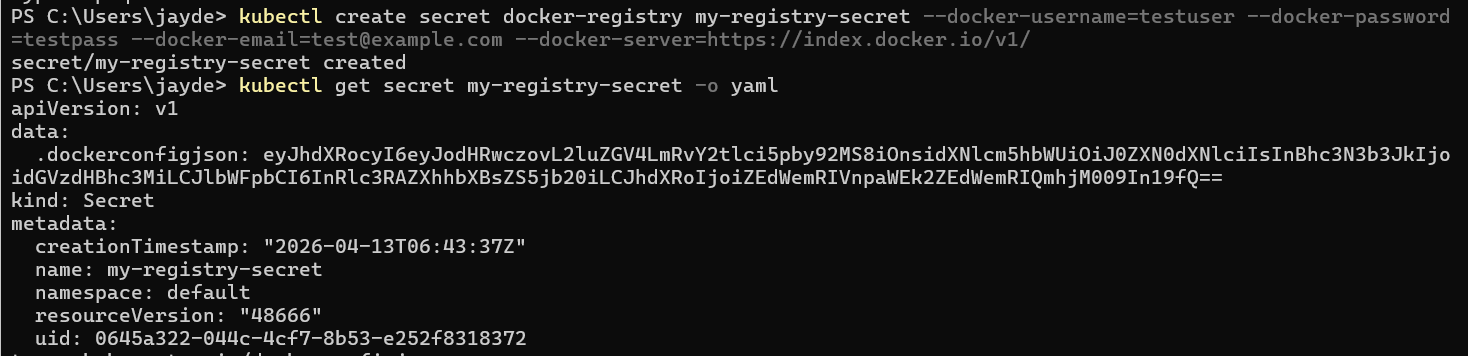 PS C:\Users\jayde> kubectl create secret docker-registry my-registry-secret --docker-username=testuser --docker-password
=testpass --docker-email=test@example.com --docker-server=https://index.docker.io/v1/
secret/my-registry-secret created
PS C:\Users\jayde> kubectl get secret my-registry-secret -o yaml
apiVersion: v1
data:
  .dockerconfigjson: eyJhdXRocyI6eyJodHRwczovL2luZGV4LmRvY2tlci5pby92MS8iOnsidXNlcm5hbWUiOiJ0ZXN0dXNlciIsInBhc3N3b3JkIjo
idGVzdHBhc3MiLCJlbWFpbCI6InRlc3RAZXhhbXBsZS5jb20iLCJhdXRoIjoiZEdWemRIVnpaWEk2ZEdWemRIQmhjM009In19fQ==
kind: Secret
metadata:
  creationTimestamp: "2026-04-13T06:43:37Z"
  name: my-registry-secret
  namespace: default
  resourceVersion: "48666"
  uid: 0645a322-044c-4cf7-8b53-e252f8318372